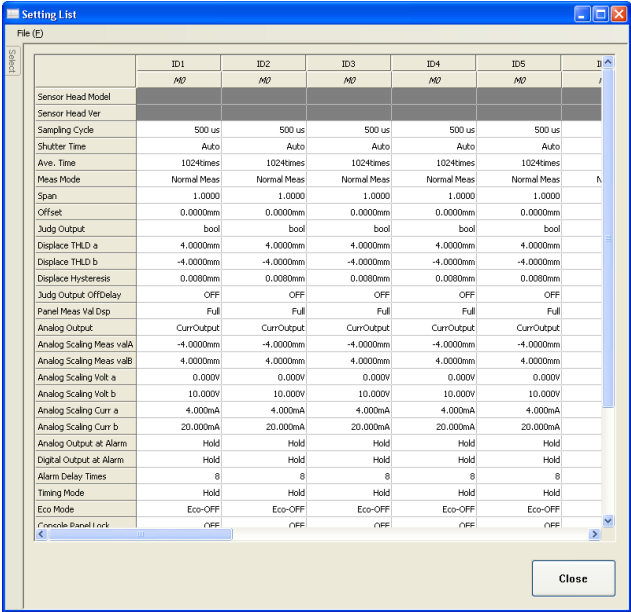 Setting List
File (F)
Select
ID1 ID2 ID3 ID4 ID5
M0 M0 M0 M0 M0
Sensor Head Model
Sensor Head Ver
Sampling Cycle 500 us 500 us 500 us 500 us 500 us
Shutter Time Auto Auto Auto Auto Auto
Ave. Time 1024times 1024times 1024times 1024times 1024times
Meas Mode Normal Meas Normal Meas Normal Meas Normal Meas Normal Meas
Span 1.0000 1.0000 1.0000 1.0000 1.0000
Offset 0.0000mm 0.0000mm 0.0000mm 0.0000mm 0.0000mm
Judg Output bool bool bool bool bool
Displace THLD a 4.0000mm 4.0000mm 4.0000mm 4.0000mm 4.0000mm
Displace THLD b -4.0000mm -4.0000mm -4.0000mm -4.0000mm -4.0000mm
Displace Hysteresis 0.0080mm 0.0080mm 0.0080mm 0.0080mm 0.0080mm
Judg Output OffDelay OFF OFF OFF OFF OFF
Panel Meas Val Dsp Full Full Full Full Full
Analog Output CurrOutput CurrOutput CurrOutput CurrOutput CurrOutput
Analog Scaling Meas valA -4.0000mm -4.0000mm -4.0000mm -4.0000mm -4.0000mm
Analog Scaling Meas valB 4.0000mm 4.0000mm 4.0000mm 4.0000mm 4.0000mm
Analog Scaling Volt a 0.000V 0.000V 0.000V 0.000V 0.000V
Analog Scaling Volt b 10.000V 10.000V 10.000V 10.000V 10.000V
Analog Scaling Curr a 4.000mA 4.000mA 4.000mA 4.000mA 4.000mA
Analog Scaling Curr b 20.000mA 20.000mA 20.000mA 20.000mA 20.000mA
Analog Output at Alarm Hold Hold Hold Hold Hold
Digital Output at Alarm Hold Hold Hold Hold Hold
Alarm Delay Times 8 8 8 8 8
Timing Mode Hold Hold Hold Hold Hold
Eco Mode Eco-OFF Eco-OFF Eco-OFF Eco-OFF Eco-OFF
Console Panel Lock OFF OFF OFF OFF OFF
Close